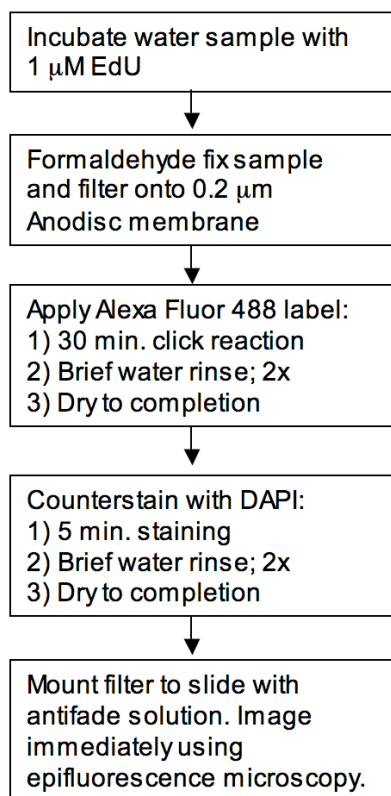 Incubate water sample with
1 μM EdU
Formaldehyde fix sample
and filter onto 0.2 μm
Anodisc membrane
Apply Alexa Fluor 488 label:
1) 30 min. click reaction
2) Brief water rinse; 2x
3) Dry to completion
Counterstain with DAPI:
1) 5 min. staining
2) Brief water rinse; 2x
3) Dry to completion
Mount filter to slide with
antifade solution. Image
immediately using
epifluorescence microscopy.